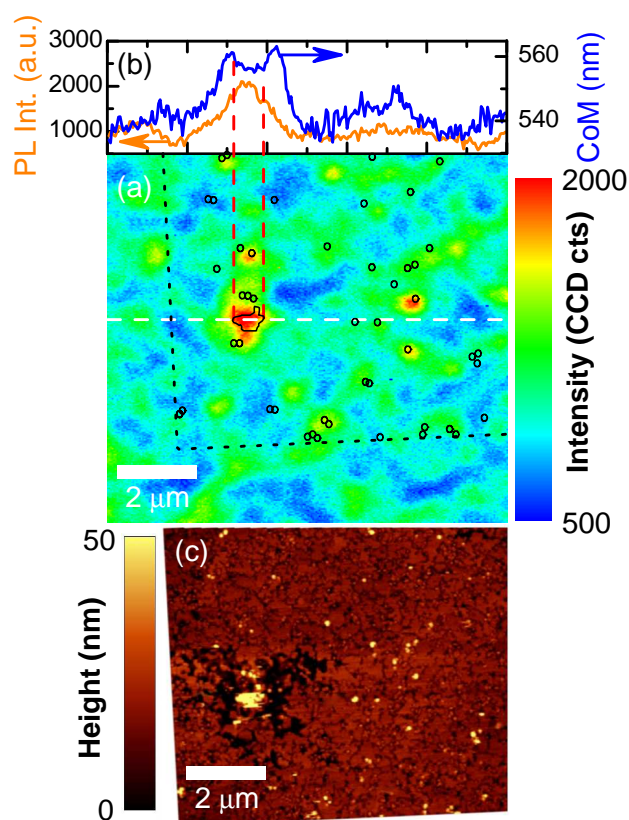 3000
2000
1000
PL Int. (a.u.)
(b)
560
540
CoM (nm)
(a)
2 μm
2000
500
Intensity (CCD cts)
50
0
Height (nm)
(c)
2 μm